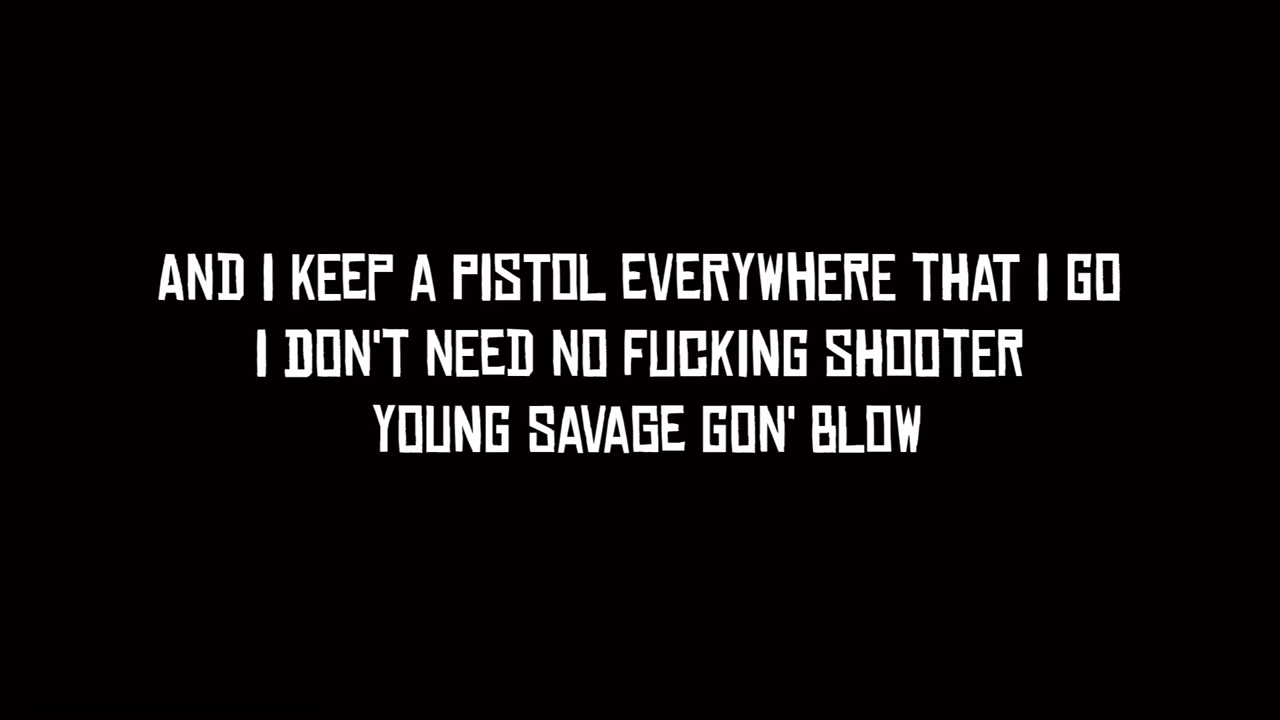 AND I KEEP A PISTOL EVERYWHERE THAT I GO
I DON'T NEED NO FUCKING SHOOTER
YOUNG SAVAGE GON' BLOW